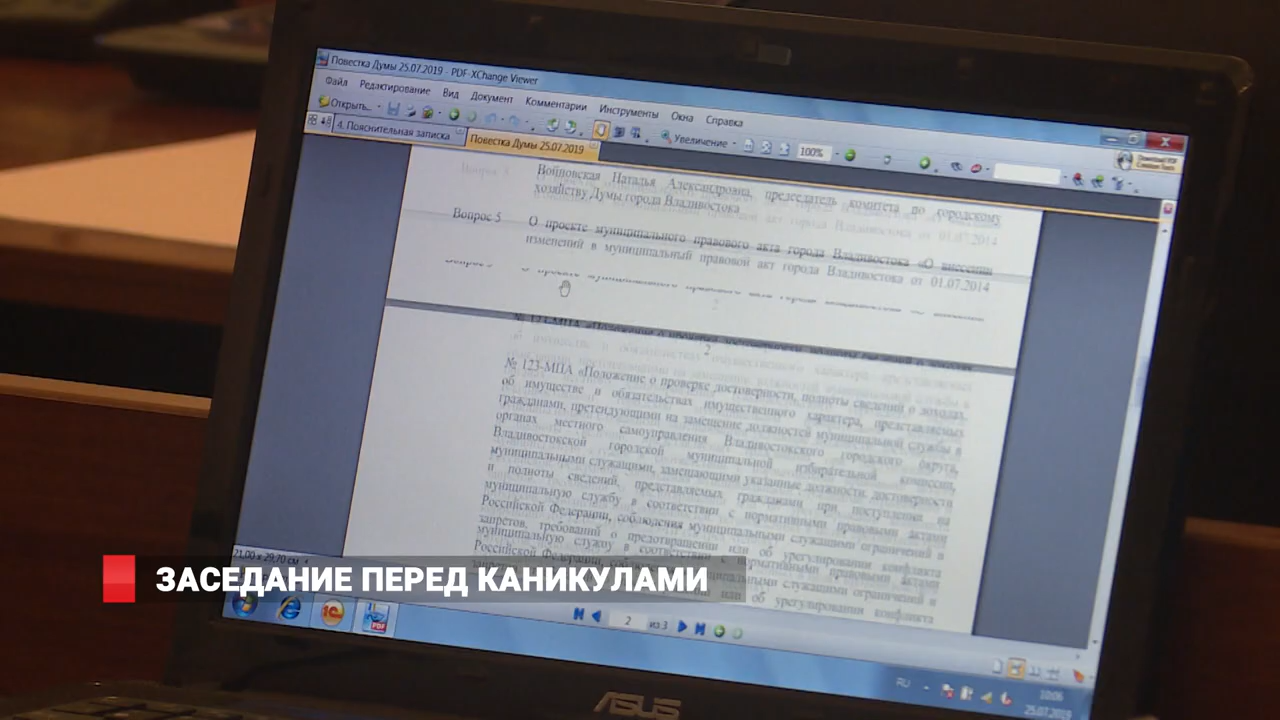 Повестка Думы 25.07.2019 - PDF-XChange Viewer
Файл Редактирование Вид Документ Комментарии Инструменты Окна Справка
Открыть... Увеличение 100%
4. Пояснительная записка Повестка Думы 25.07.2019
Войновская Наталья Александровна, председатель комитета по городскому
хозяйству Думы города Владивостока
Вопрос 5 О проекте муниципального правового акта города Владивостока «О внесении
изменений в муниципальный правовой акт города Владивостока от 01.07.2014
2
№ 123-МПА «Положение о проверке достоверности, полноты сведений о доходах,
об имуществе и обязательствах имущественного характера, представляемых
гражданами, претендующими на замещение должностей муниципальной службы в
органах местного самоуправления Владивостокского городского округа,
Владивостокской городской муниципальной избирательной комиссии,
муниципальными служащими, замещающими указанные должности, достоверности
и полноты сведений, представляемых гражданами при поступлении на
муниципальную службу в соответствии с нормативными правовыми актами
Российской Федерации, соблюдения муниципальными служащими ограничений и
запретов, требований о предотвращении или об урегулировании конфликта
21,00 x 29,70 см
ЗАСЕДАНИЕ ПЕРЕД КАНИКУЛАМИ
2 из 3
PDF
RU
10:06
25.07.2019
ASUS